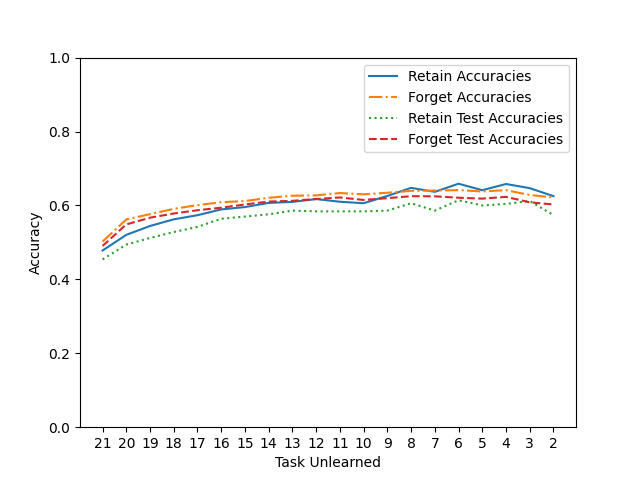 1.0
0.8
0.6
0.4
0.2
0.0
Accuracy
Retain Accuracies
Forget Accuracies
Retain Test Accuracies
Forget Test Accuracies
21 20 19 18 17 16 15 14 13 12 11 10 9 8 7 6 5 4 3 2
Task Unlearned